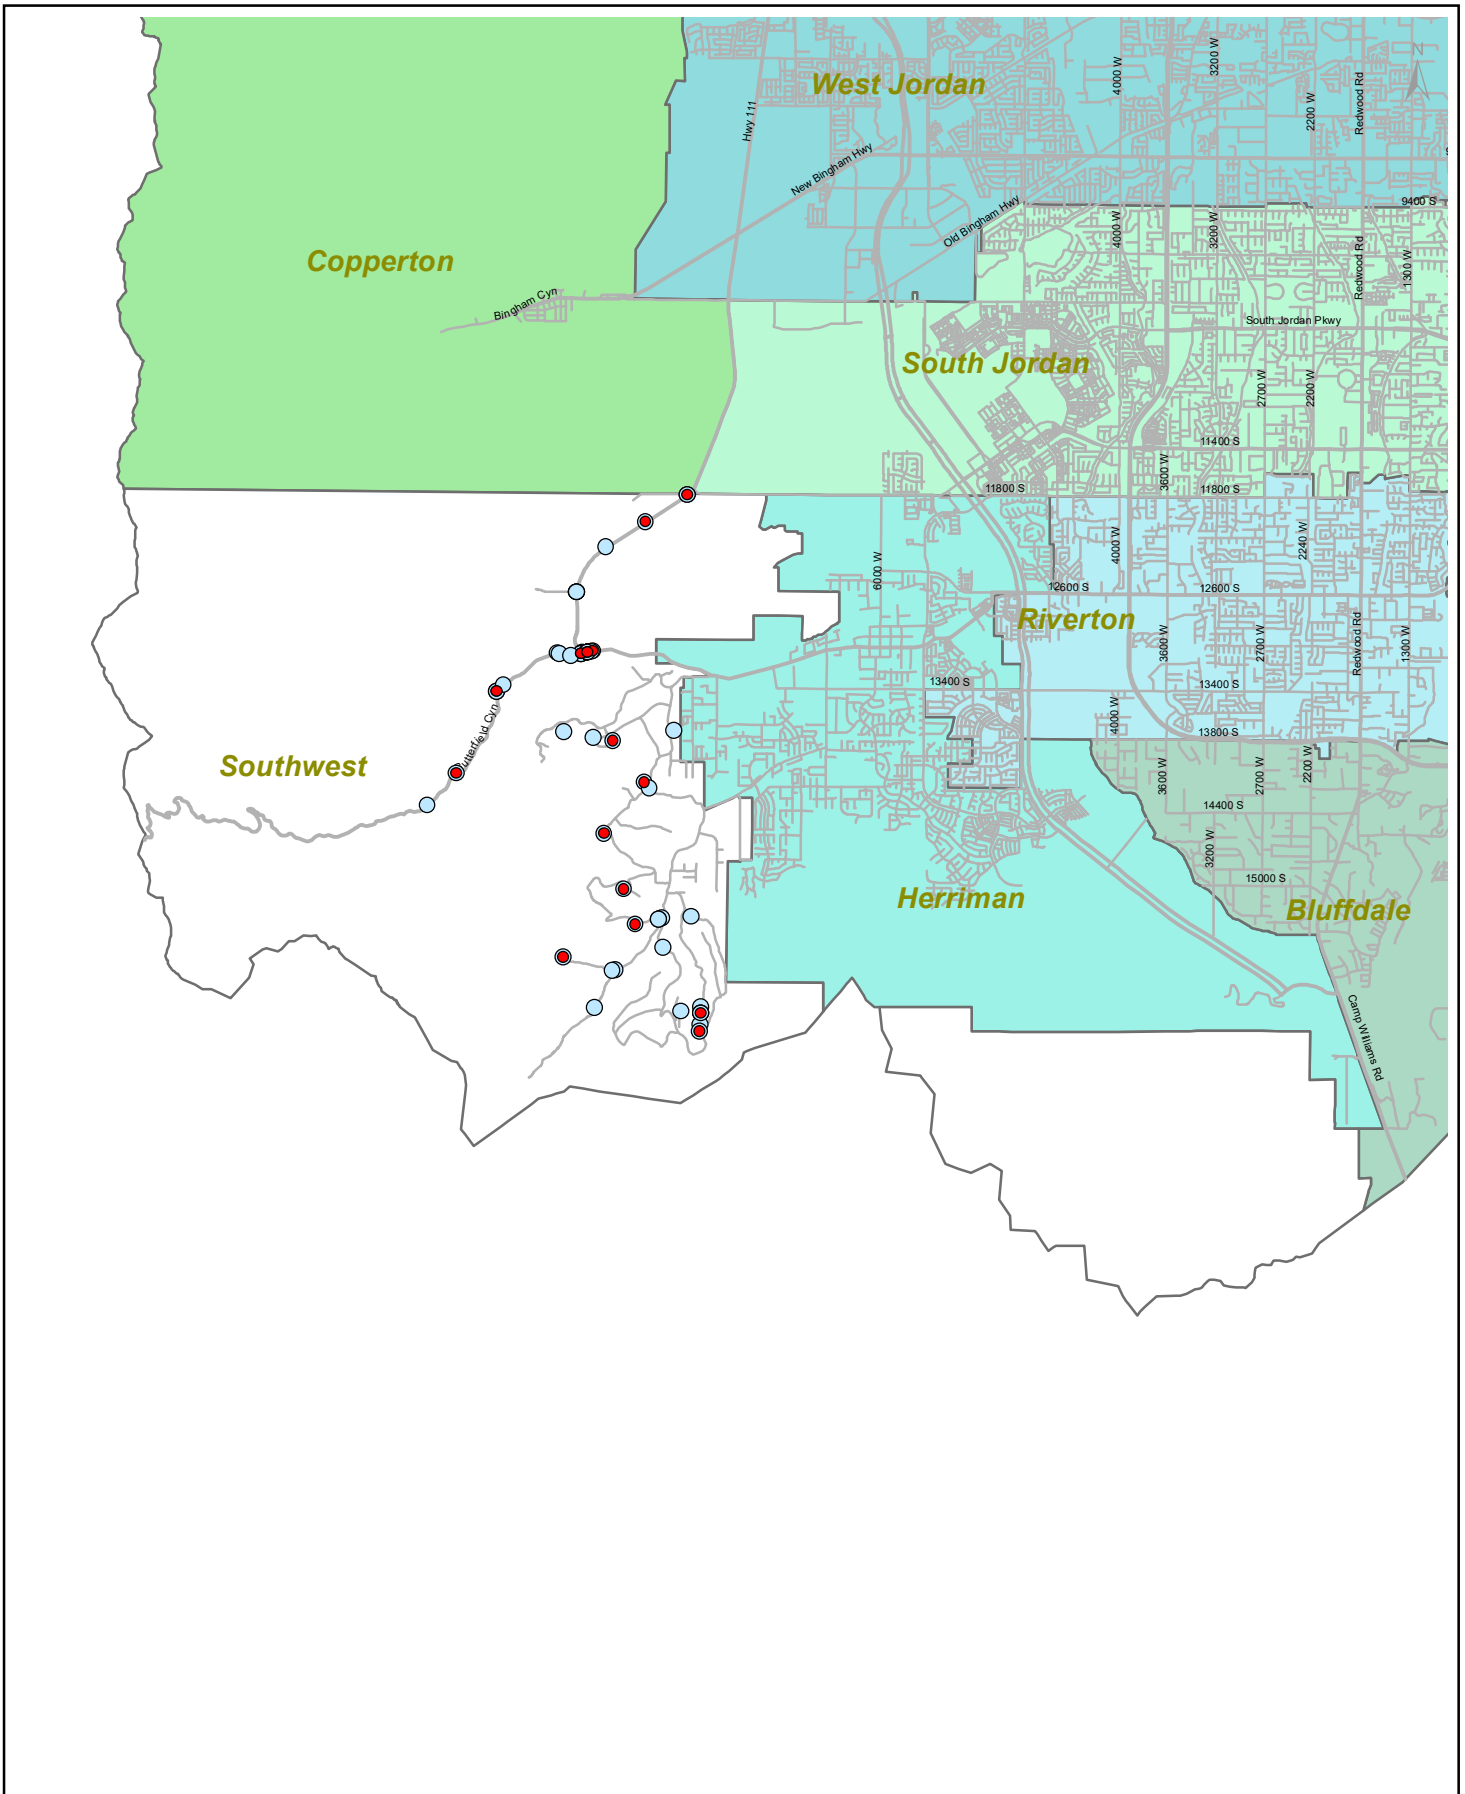 N
West Jordan
4000 W
3200 W
2200 W
Redwood Rd
Hwy 111
New Bingham Hwy
Old Bingham Hwy
9400 S
4000 W
3200 W
Redwood Rd
1300 W
Copperton
Bingham Cyn
South Jordan Pkwy
South Jordan
2700 W
2200 W
11400 S
3600 W
11800 S
11800 S
6000 W
4000 W
2240 W
12600 S
12600 S
Riverton
3600 W
2700 W
Redwood Rd
1300 W
13400 S
13400 S
4000 W
13800 S
Butterfield Cyn
Southwest
3600 W
2700 W
2200 W
14400 S
3200 W
15000 S
Herriman
Bluffdale
Camp Williams Rd